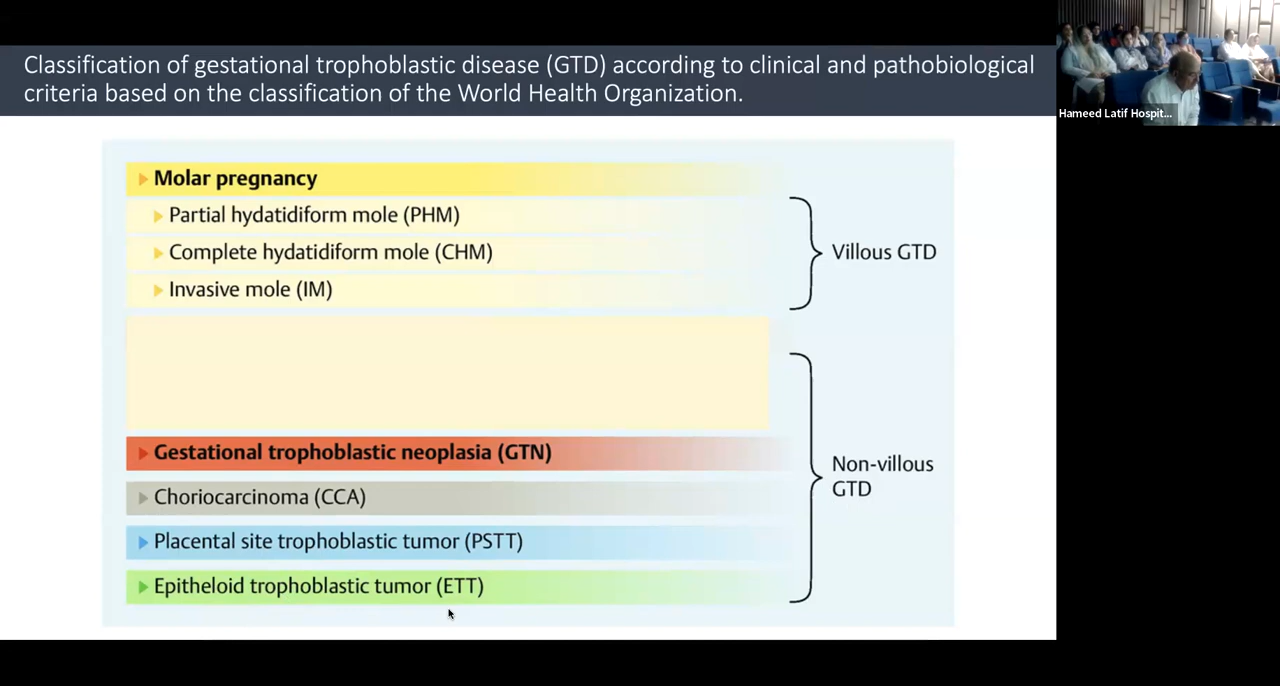 Classification of gestational trophoblastic disease (GTD) according to clinical and pathobiological
criteria based on the classification of the World Health Organization.
Hameed Latif Hospit...
Molar pregnancy
Partial hydatidiform mole (PHM)
Complete hydatidiform mole (CHM)
Invasive mole (IM)
Villous GTD
Gestational trophoblastic neoplasia (GTN)
Choriocarcinoma (CCA)
Placental site trophoblastic tumor (PSTT)
Epitheloid trophoblastic tumor (ETT)
Non-villous
GTD